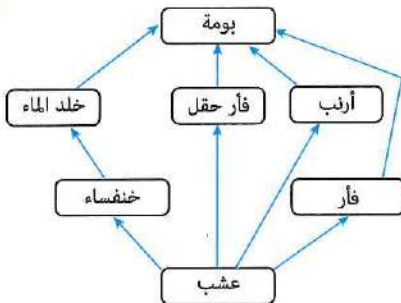 بومة
خلد الماء
فأر حقل
أرنب
خنفساء
فأر
عشب